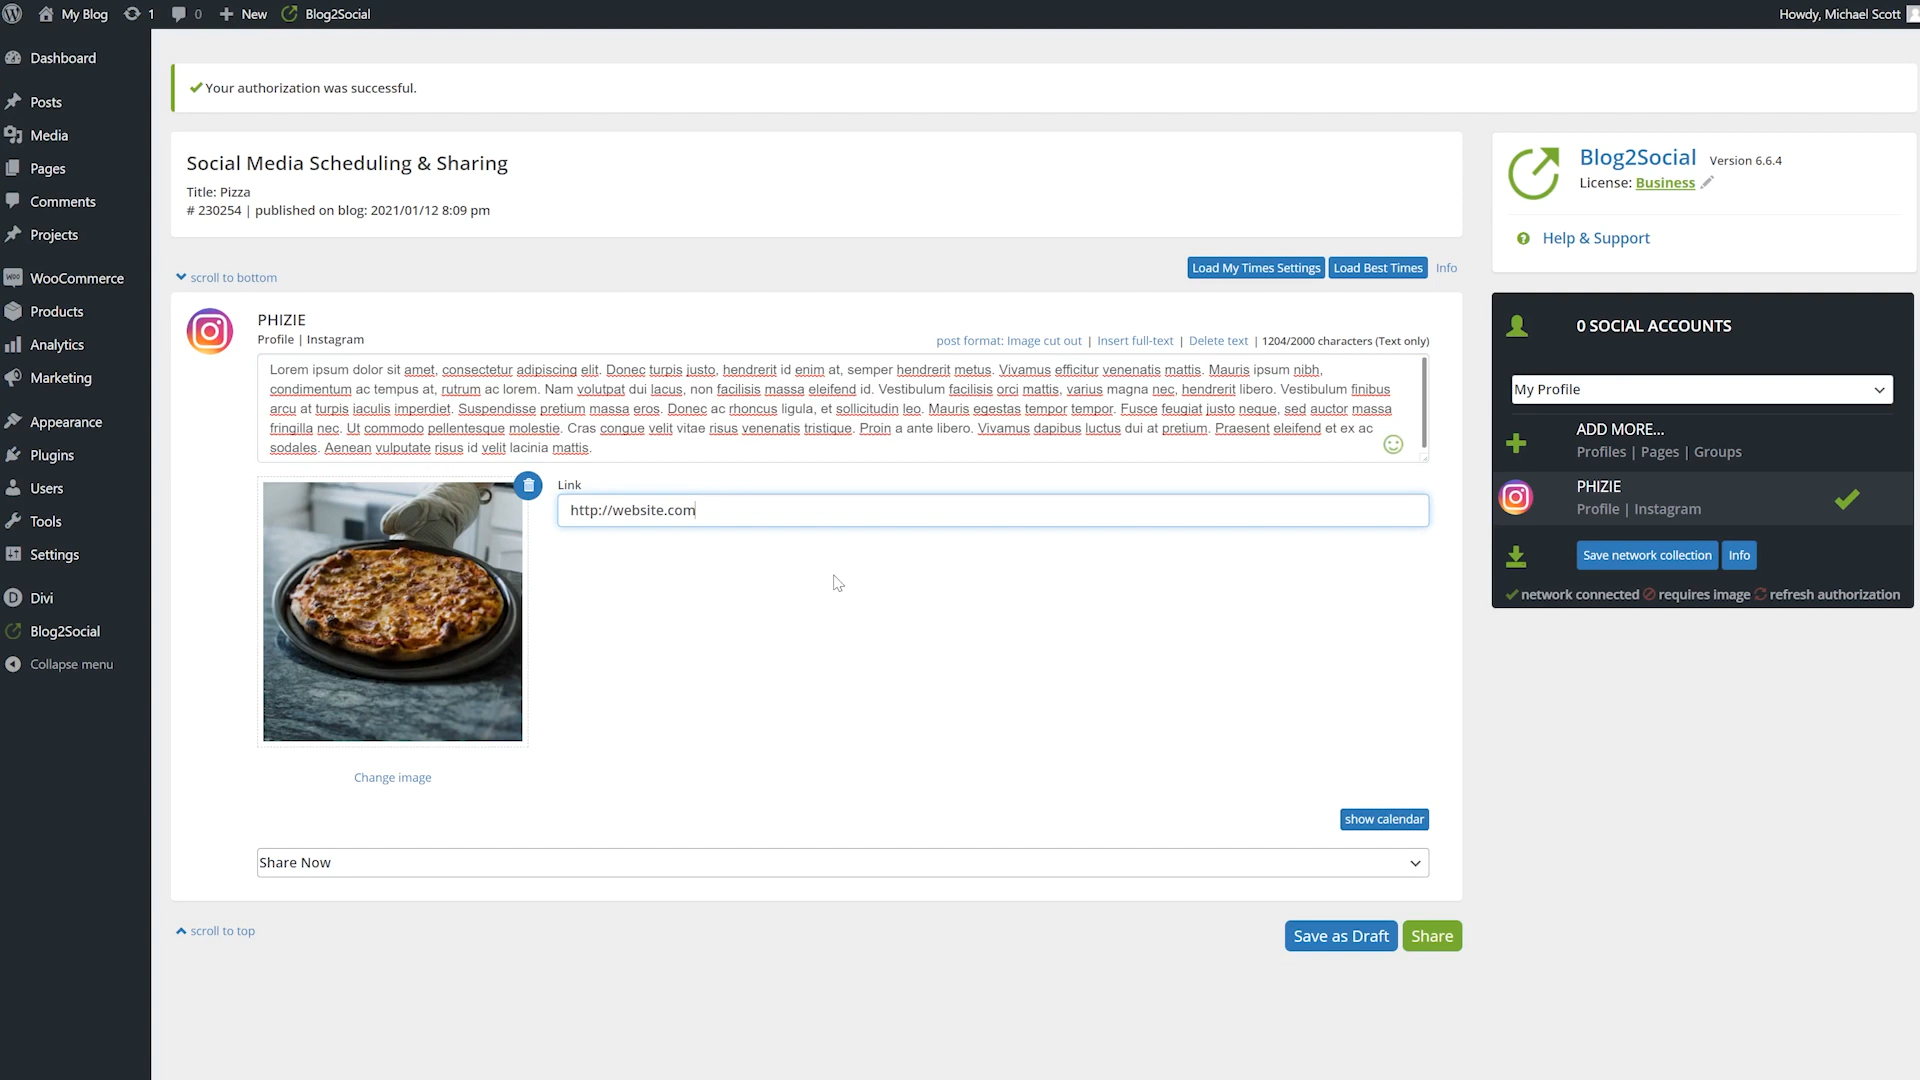 My Blog 1 0 New Blog2Social Howdy, Michael Scott
Dashboard
Posts
Media
Pages
Comments
Projects
WooCommerce
Products
Analytics
Marketing
Appearance
Plugins
Users
Tools
Settings
Divi
Blog2Social
Collapse menu
Your authorization was successful.
Social Media Scheduling & Sharing
Title: Pizza
# 230254 | published on blog: 2021/01/12 8:09 pm
scroll to bottom
Load My Times Settings Load Best Times Info
PHIZIE
Profile | Instagram
post format: Image cut out | Insert full-text | Delete text | 1204/2000 characters (Text only)
Lorem ipsum dolor sit amet, consectetur adipiscing elit. Donec turpis justo, hendrerit id enim at, semper hendrerit metus. Vivamus efficitur venenatis mattis. Mauris ipsum nibh,
condimentum ac tempus at, rutrum ac lorem. Nam volutpat dui lacus, non facilisis massa eleifend id. Vestibulum facilisis orci mattis, varius magna nec, hendrerit libero. Vestibulum finibus
arcu at turpis iaculis imperdiet. Suspendisse pretium massa eros. Donec ac rhoncus ligula, et sollicitudin leo. Mauris egestas tempor tempor. Fusce feugiat justo neque, sed auctor massa
fringilla nec. Ut commodo pellentesque molestie. Cras congue velit vitae risus venenatis tristique. Proin a ante libero. Vivamus dapibus luctus dui at pretium. Praesent eleifend et ex ac
sodales. Aenean vulputate risus id velit lacinia mattis.
Link
http://website.com
Change image
show calendar
Share Now
scroll to top
Save as Draft Share
Blog2Social Version 6.6.4
License: Business
Help & Support
0 SOCIAL ACCOUNTS
My Profile
ADD MORE...
Profiles | Pages | Groups
PHIZIE
Profile | Instagram
Save network collection Info
network connected requires image refresh authorization